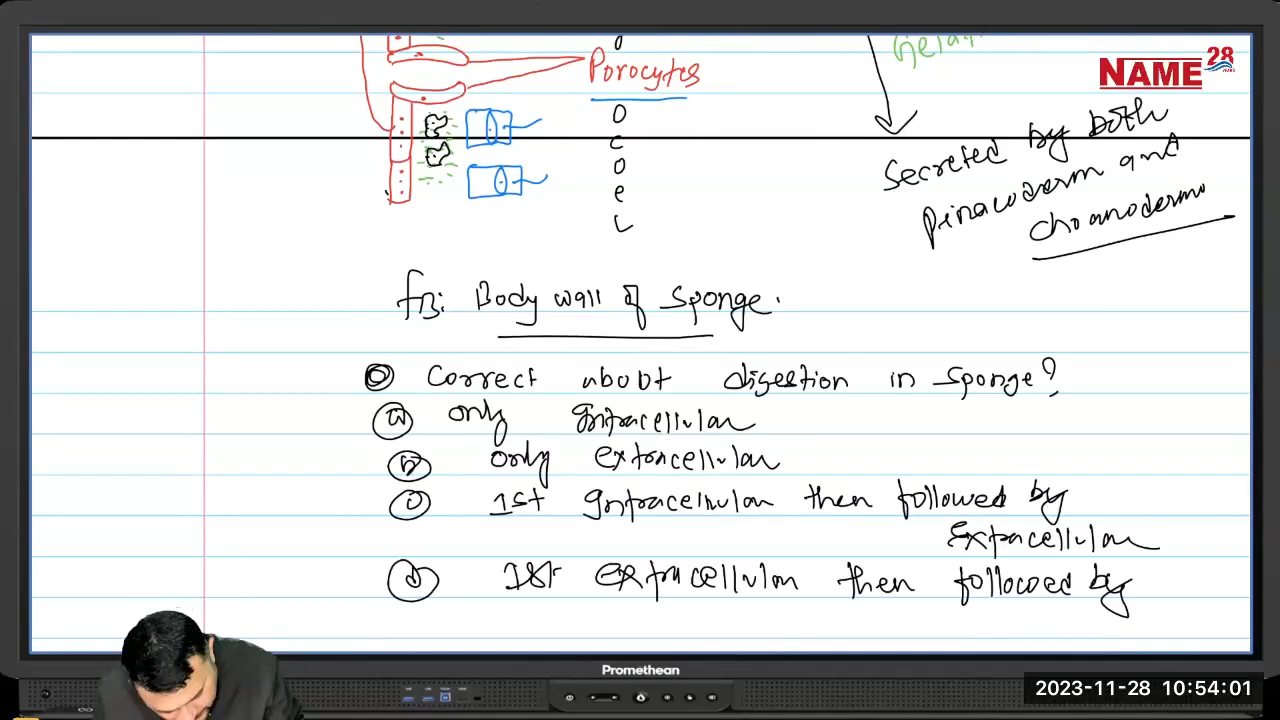 Gela
NAME 28
Porocytes
O
C
O
e
L
Secreted by both
Pinacoderm and
choanoderm
fig: Body wall of sponge.
Correct about digestion in sponge?
(a) only Intracellular
(b) only extracellular
(c) 1st Intracellular then followed by
Extracellular
(d) 1st extracellular then followed by
Promethean
2023-11-28 10:54:01